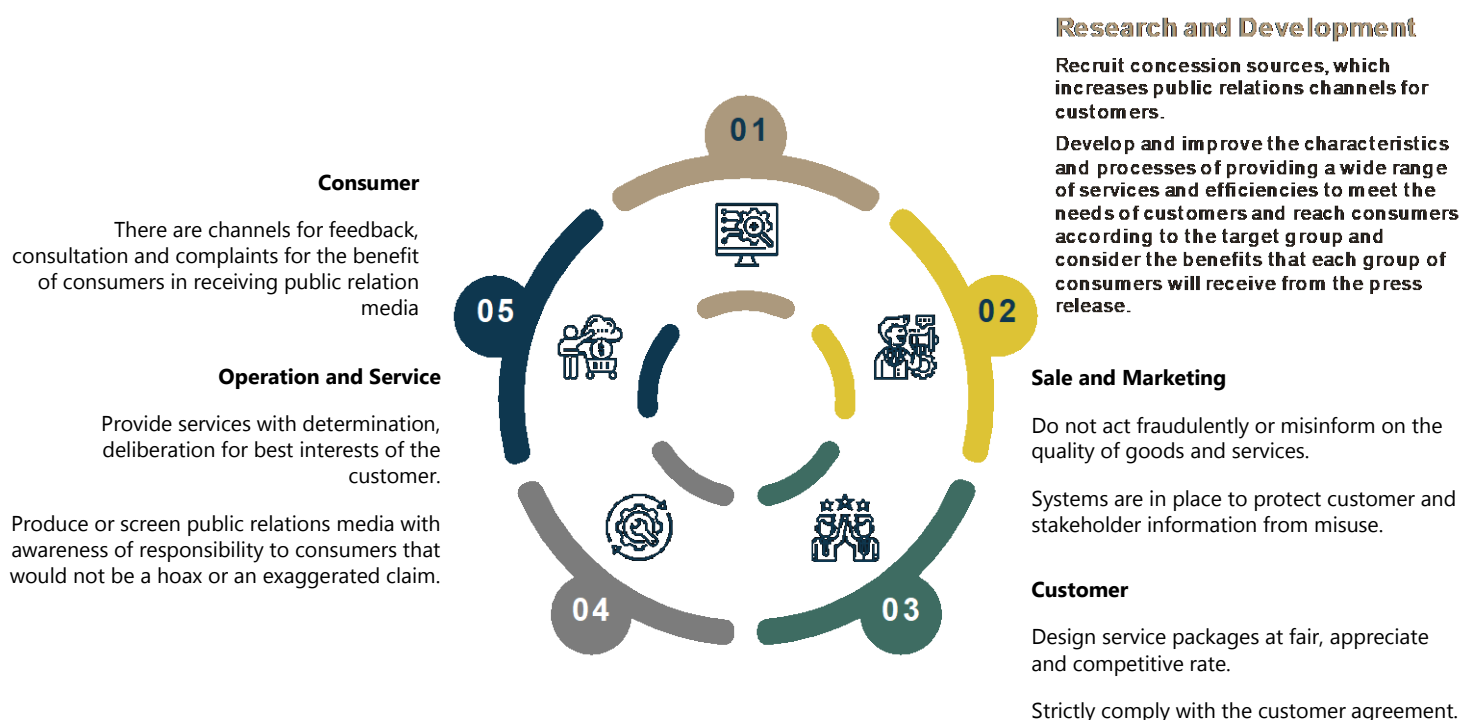 Research and Development
Recruit concession sources, which
increases public relations channels for
customers.
Develop and improve the characteristics
and processes of providing a wide range
of services and efficiencies to meet the
needs of customers and reach consumers
according to the target group and
consider the benefits that each group of
consumers will receive from the press
release.
01
02
Sale and Marketing
Do not act fraudulently or misinform on the
quality of goods and services.
Systems are in place to protect customer and
stakeholder information from misuse.
03
Customer
Design service packages at fair, appreciate
and competitive rate.
Strictly comply with the customer agreement.
04
Operation and Service
Provide services with determination,
deliberation for best interests of the
customer.
Produce or screen public relations media with
awareness of responsibility to consumers that
would not be a hoax or an exaggerated claim.
05
Consumer
There are channels for feedback,
consultation and complaints for the benefit
of consumers in receiving public relation
media